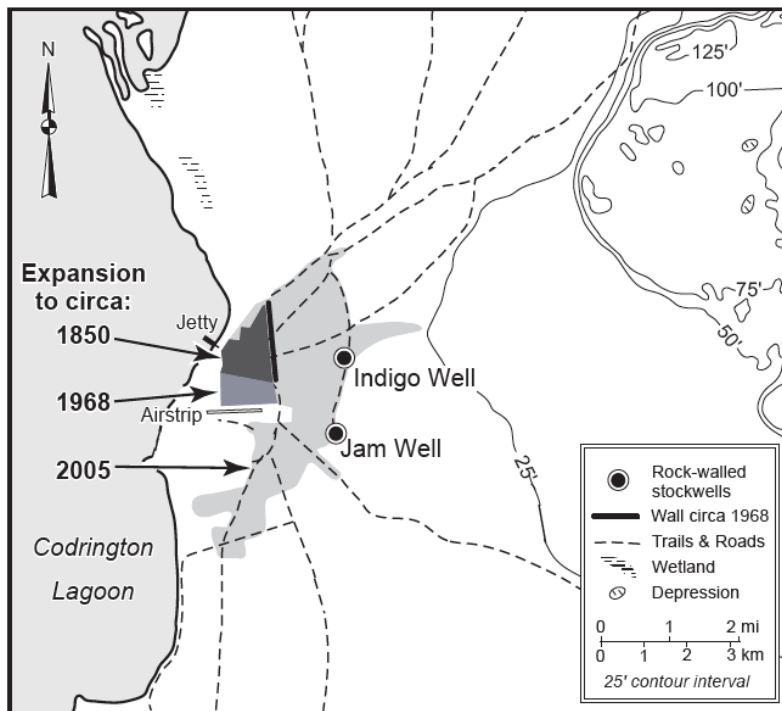 N
125'
100'
75'
50'
25'
Expansion
to circa:
1850
1968
2005
Jetty
Airstrip
Indigo Well
Jam Well
Codrington
Lagoon
Rock-walled
stockwells
Wall circa 1968
Trails & Roads
Wetland
Depression
0 1 2 mi
0 1 2 3 km
25' contour interval